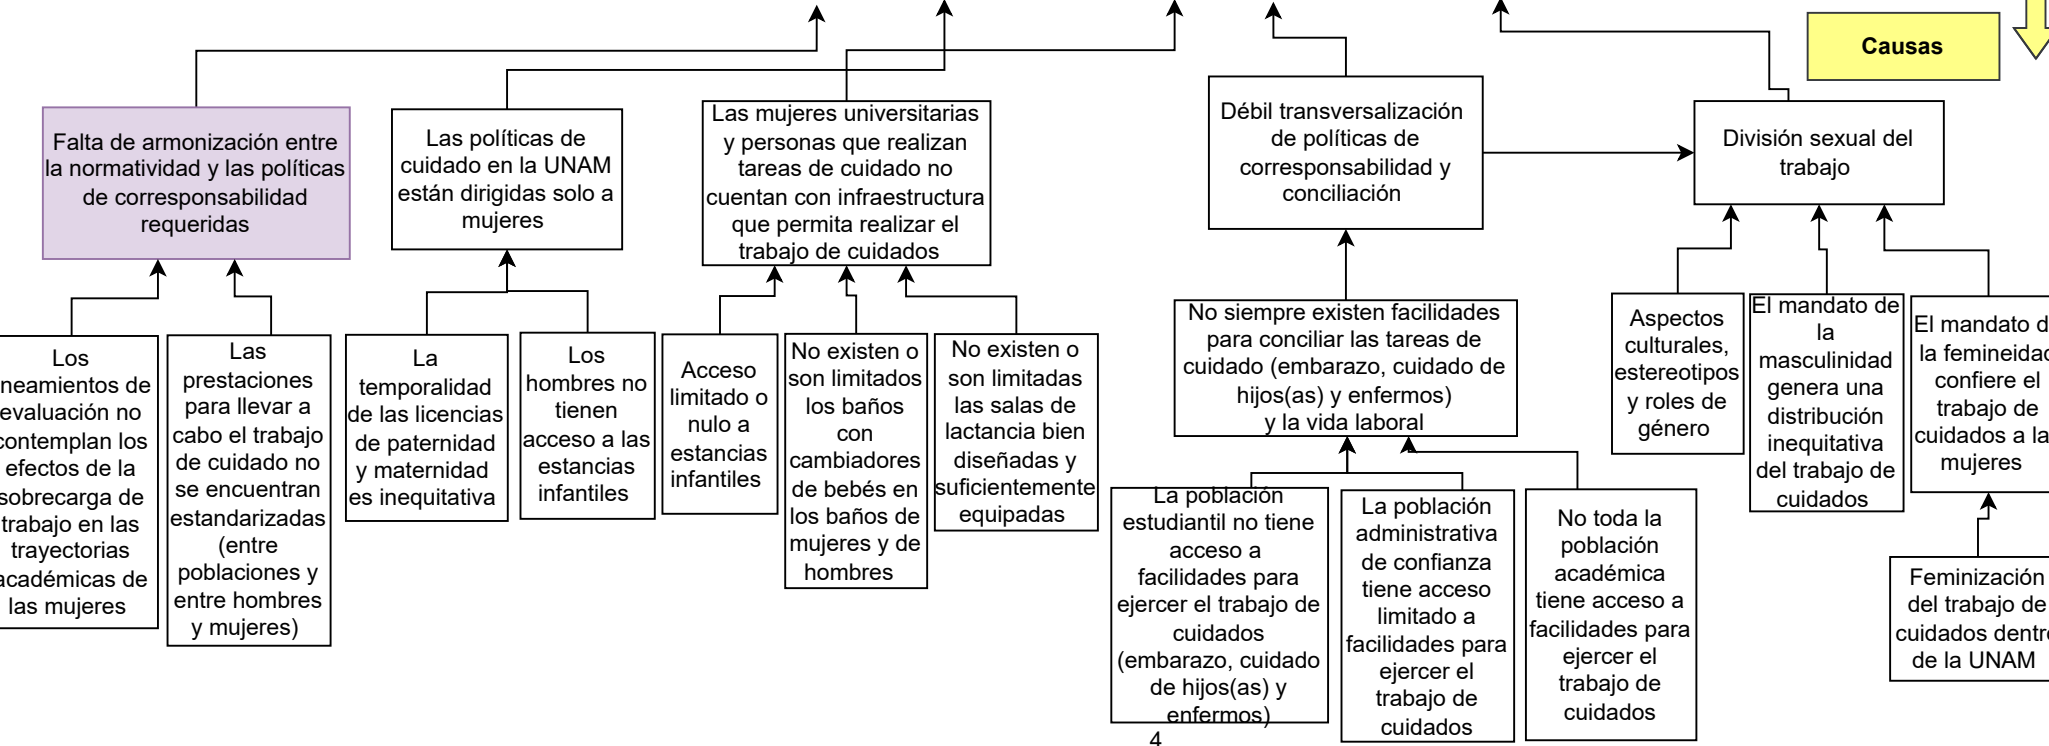 Causas
Falta de armonización entre
la normatividad y las políticas
de corresponsabilidad
requeridas
Las políticas de
cuidado en la UNAM
están dirigidas solo a
mujeres
Las mujeres universitarias
y personas que realizan
tareas de cuidado no
cuentan con infraestructura
que permita realizar el
trabajo de cuidados
Débil transversalización
de políticas de
corresponsabilidad y
conciliación
División sexual del
trabajo
Los
neamientos de
evaluación no
contemplan los
efectos de la
sobrecarga de
trabajo en las
trayectorias
académicas de
las mujeres
Las
prestaciones
para llevar a
cabo el trabajo
de cuidado no
se encuentran
estandarizadas
(entre
poblaciones y
entre hombres
y mujeres)
La
temporalidad
de las licencias
de paternidad
y maternidad
es inequitativa
Los
hombres no
tienen
acceso a las
estancias
infantiles
Acceso
limitado o
nulo a
estancias
infantiles
No existen o
son limitados
los baños
con
cambiadores
de bebés en
los baños de
mujeres y de
hombres
No existen o
son limitadas
las salas de
lactancia bien
diseñadas y
suficientemente
equipadas
No siempre existen facilidades
para conciliar las tareas de
cuidado (embarazo, cuidado de
hijos(as) y enfermos)
y la vida laboral
Aspectos
culturales,
estereotipos
y roles de
género
El mandato de
la
masculinidad
genera una
distribución
inequitativa
del trabajo de
cuidados
El mandato d
la femineidad
confiere el
trabajo de
cuidados a la
mujeres
La población
estudiantil no tiene
acceso a
facilidades para
ejercer el trabajo de
cuidados
(embarazo, cuidado
de hijos(as) y
enfermos)
La población
administrativa
de confianza
tiene acceso
limitado a
facilidades para
ejercer el
trabajo de
cuidados
No toda la
población
académica
tiene acceso a
facilidades para
ejercer el
trabajo de
cuidados
Feminización
del trabajo de
cuidados dentro
de la UNAM
4